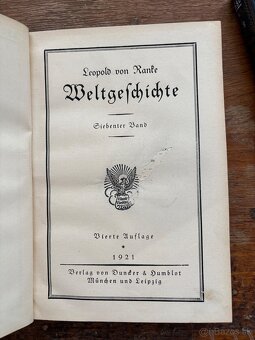 Leopold von Ranke
Weltgeſchichte
Siebenter Band
Vierte Auflage
*
1921
Verlag von Duncker & Humblot
München und Leipzig